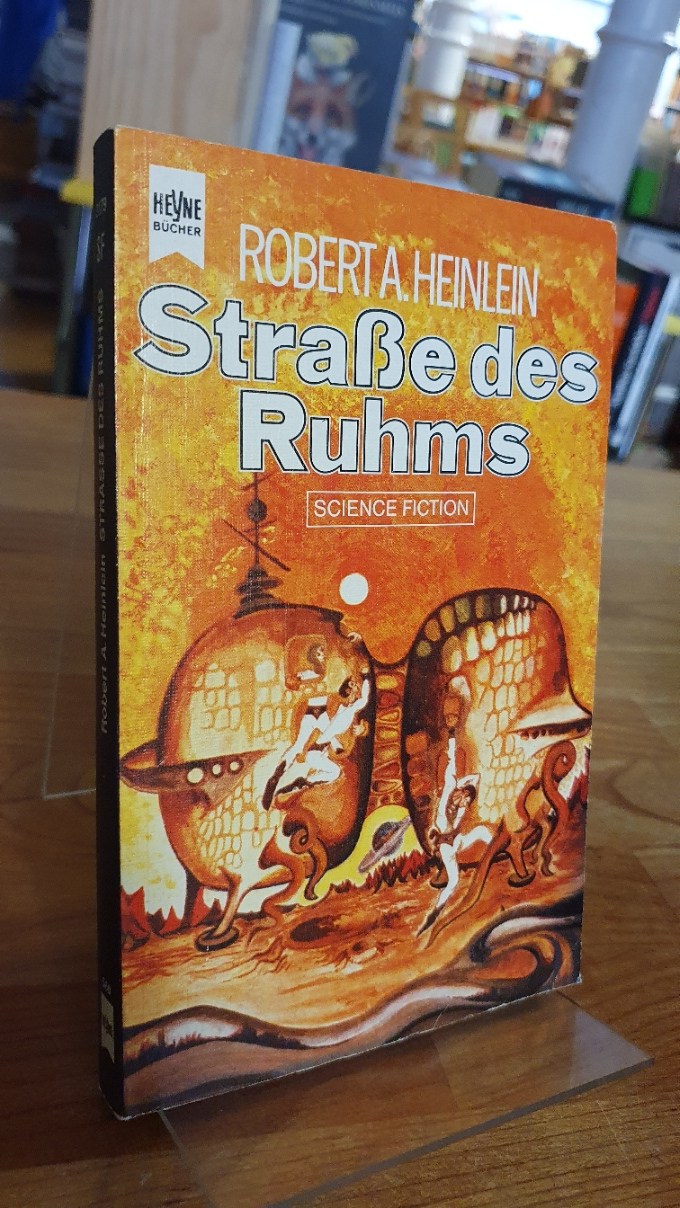 HEYNE
BÜCHER
ROBERT A. HEINLEIN
Straße des
Ruhms
SCIENCE FICTION
Robert A. Heinlein STRASSE DES RUHMS